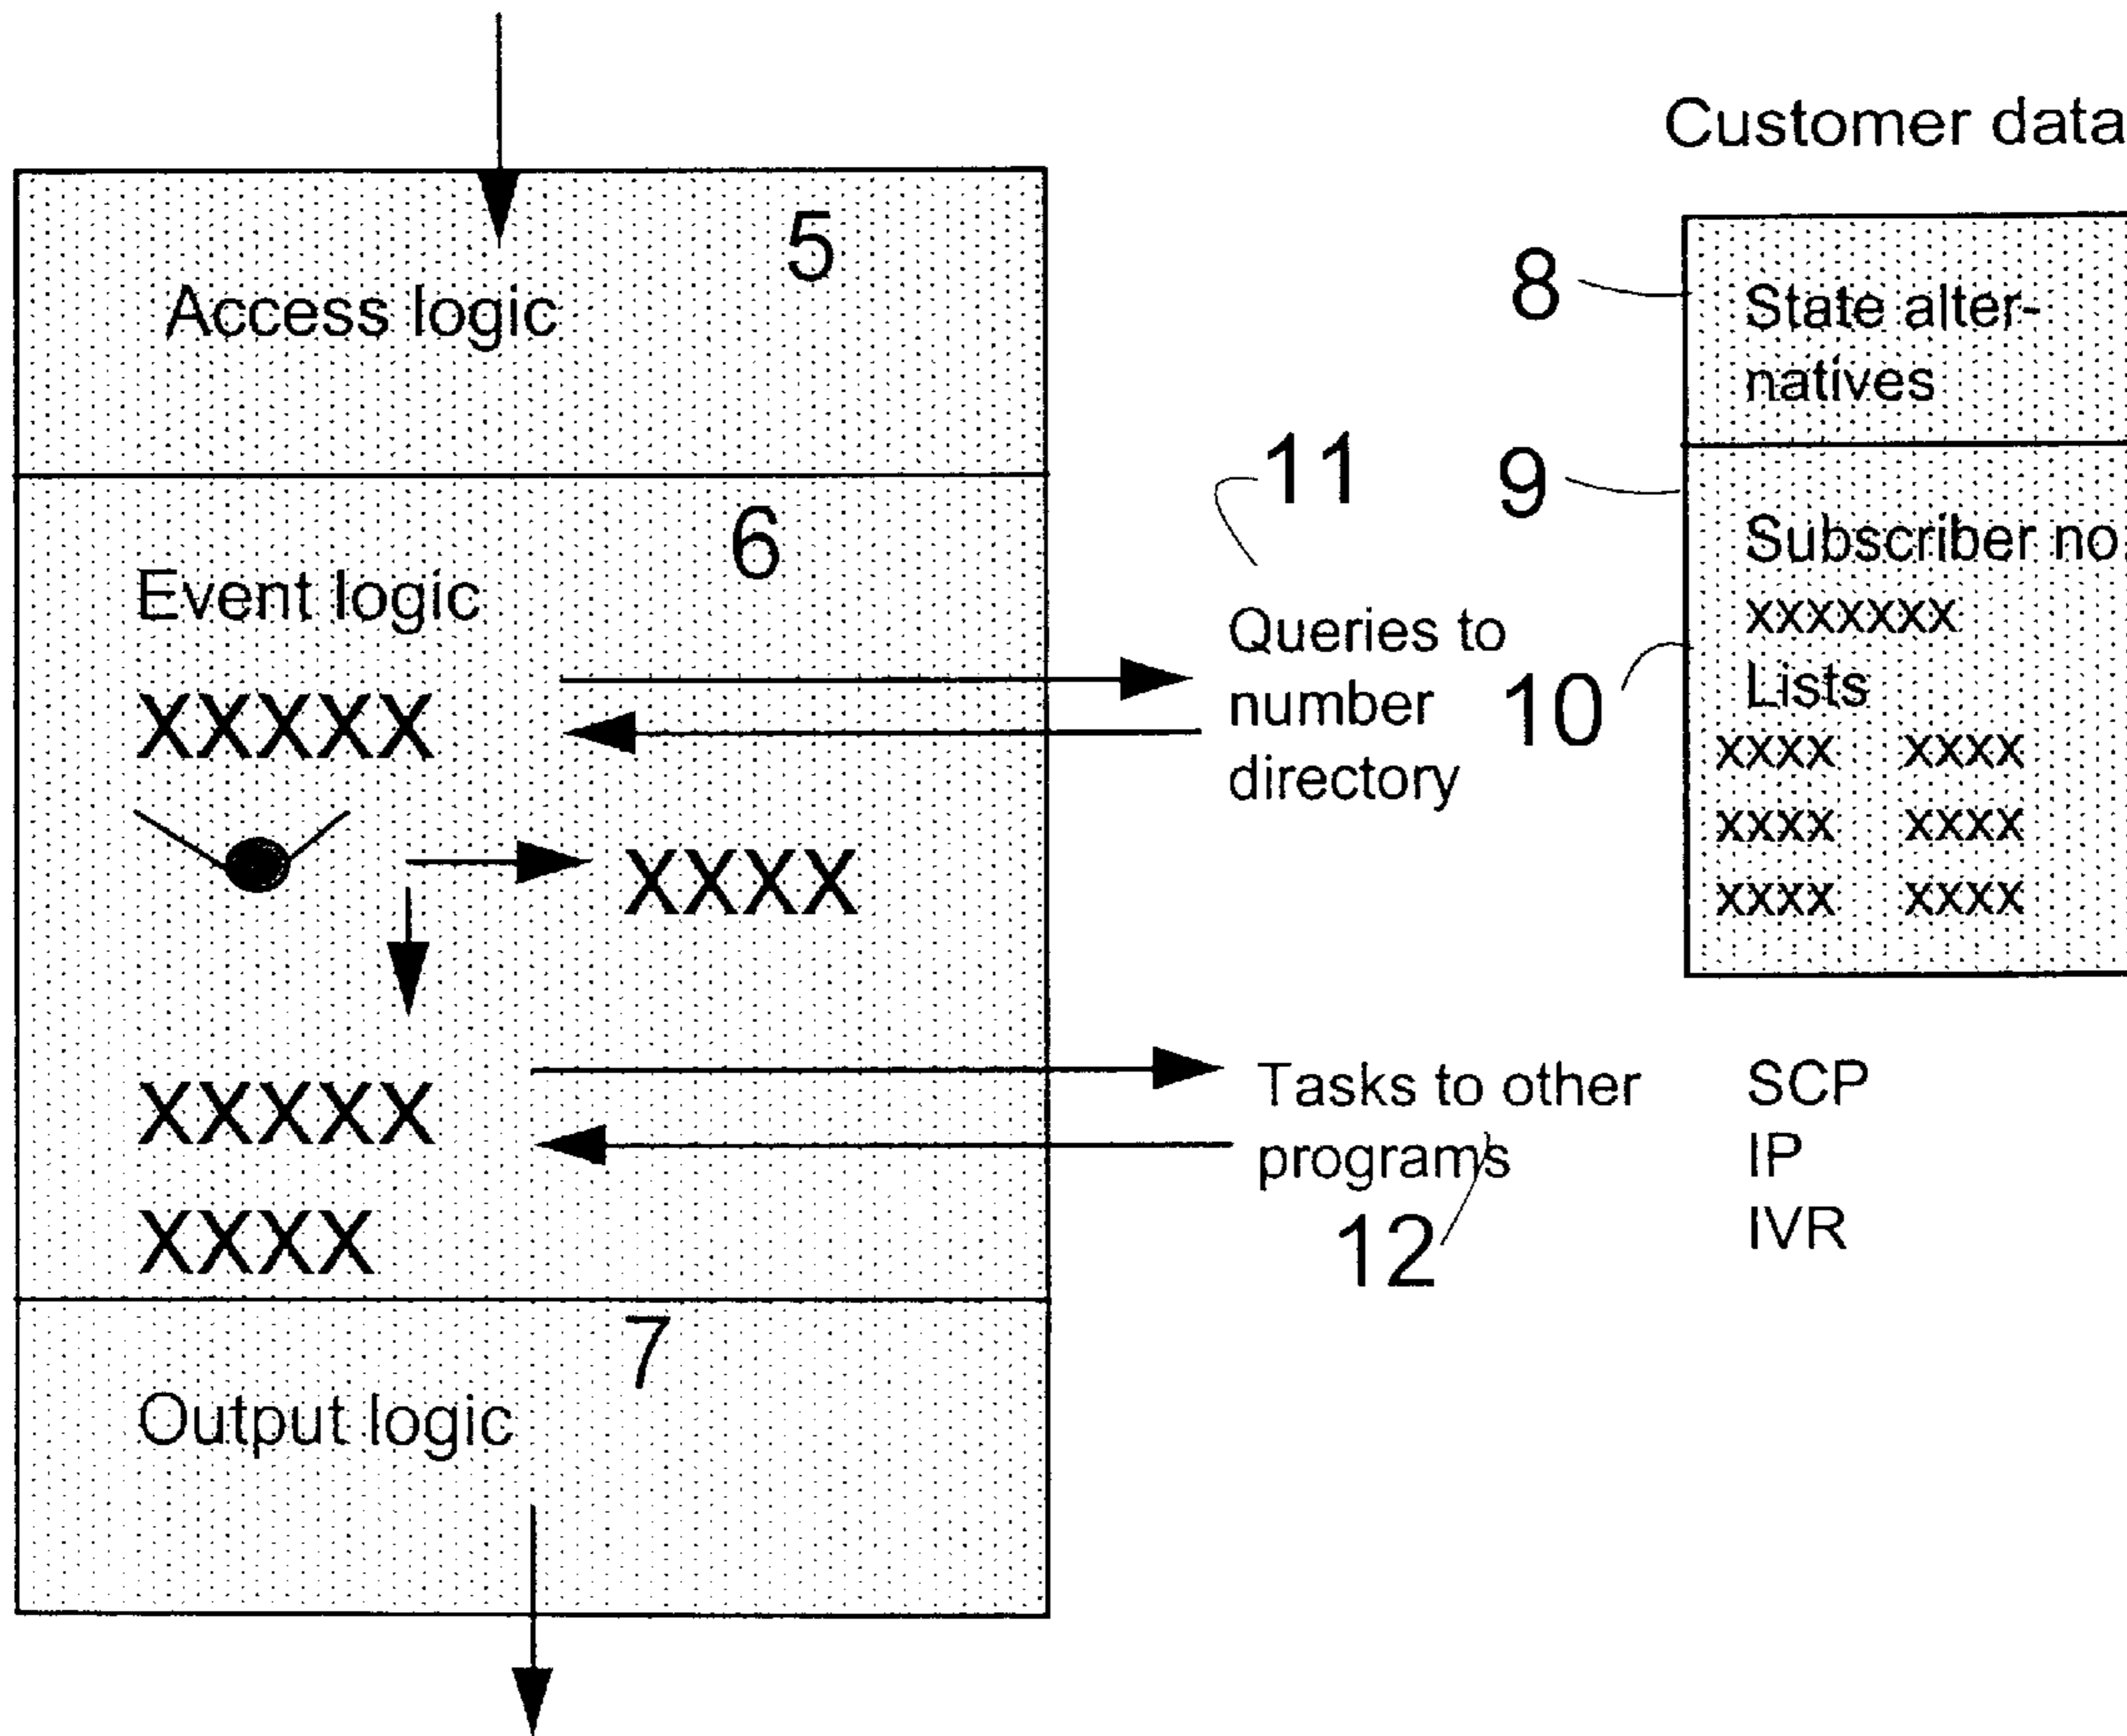 Customer data
5
Access logic
8
State alter-
natives
11
9
6
Event logic
Subscriber no.
xxxxxxx
Queries to
number
directory
10
Lists
XXXXX
xxxx xxxx
xxxx xxxx
xxxx xxxx
XXXX
Tasks to other
programs
12
SCP
IP
IVR
XXXXX
XXXX
7
Output logic